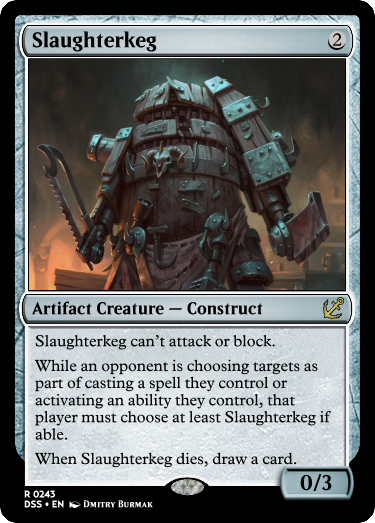 Slaughterkeg 2
Artifact Creature — Construct
Slaughterkeg can't attack or block.
While an opponent is choosing targets as
part of casting a spell they control or
activating an ability they control, that
player must choose at least Slaughterkeg if
able.
When Slaughterkeg dies, draw a card.
0/3
R 0243
DSS • EN Dmitry Burmak